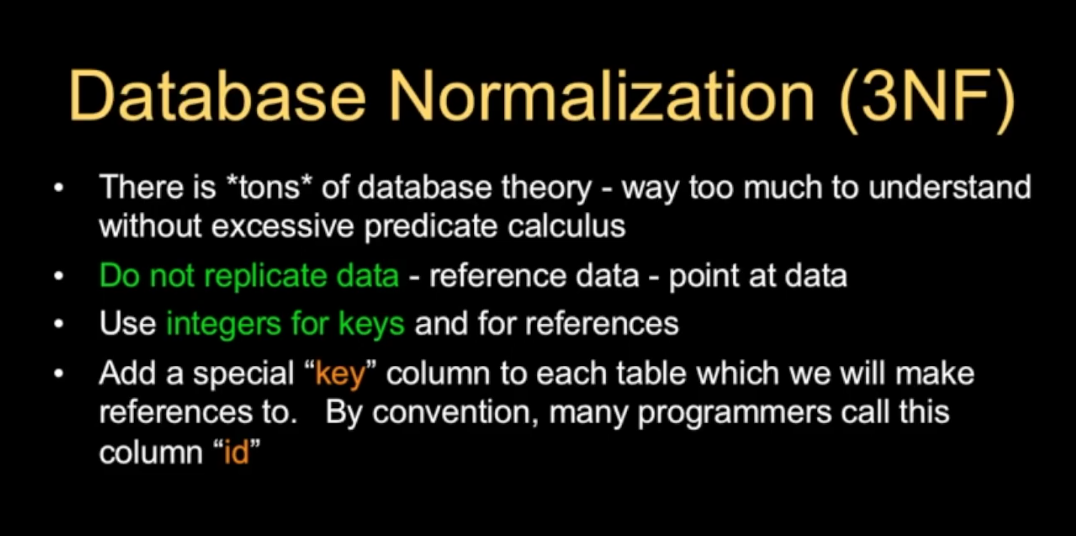 Database Normalization (3NF)
• There is *tons* of database theory - way too much to understand
without excessive predicate calculus
• Do not replicate data - reference data - point at data
• Use integers for keys and for references
• Add a special “key” column to each table which we will make
references to. By convention, many programmers call this
column “id”